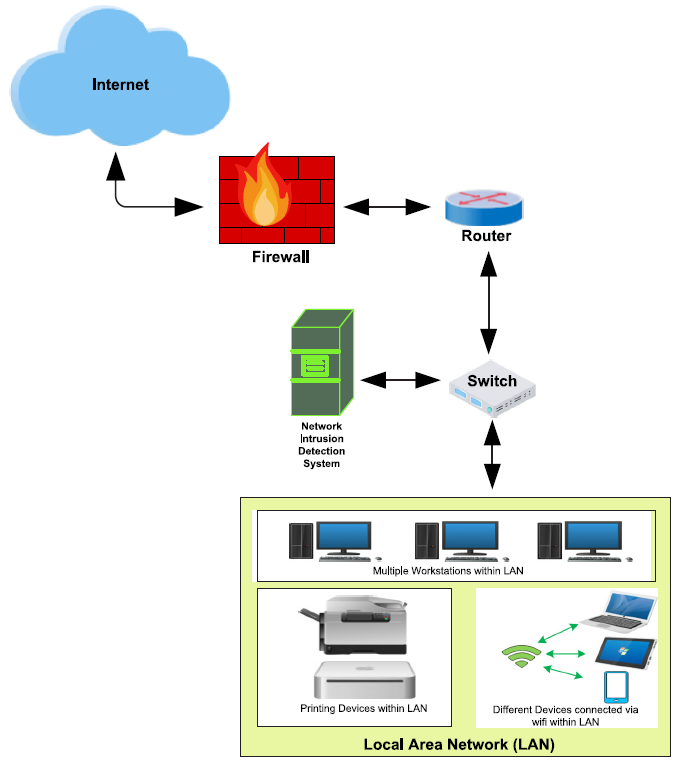 Internet
Firewall
Router
Switch
Network
Intrusion
Detection
System
Multiple Workstations within LAN
Printing Devices within LAN
Different Devices connected via
wifi within LAN
Local Area Network (LAN)